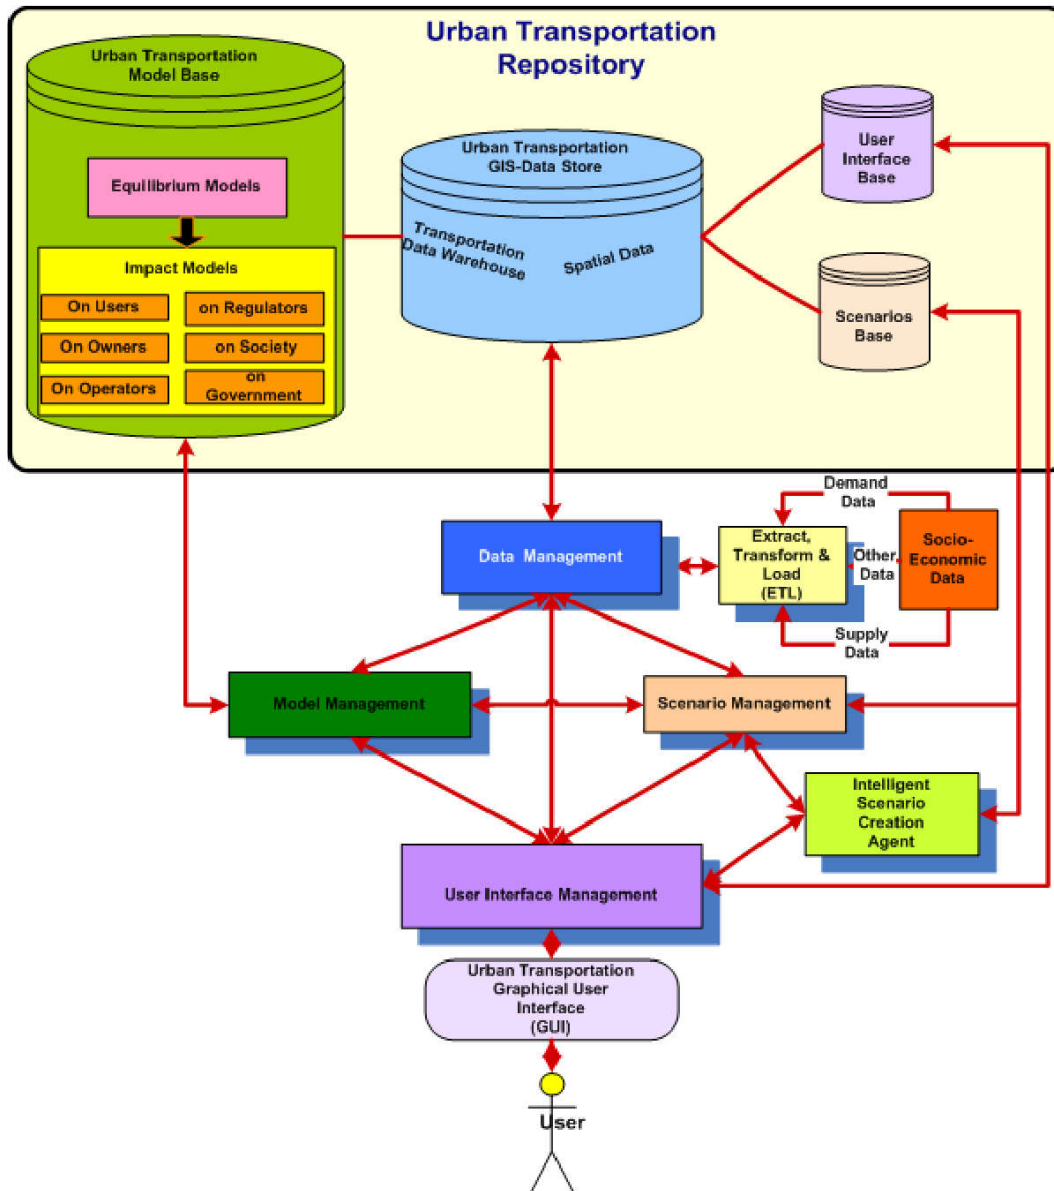 Urban Transportation
Repository
Urban Transportation
Model Base
Equilibrium Models
Impact Models
On Users
on Regulators
On Owners
on Society
On Operators
on
Government
Urban Transportation
GIS-Data Store
Transportation
Data Warehouse
Spatial Data
User
Interface
Base
Scenarios
Base
Data Management
Extract,
Transform &
Load
(ETL)
Demand
Data
Other
Data
Supply
Data
Socio-
Economic
Data
Model Management
Scenario Management
Intelligent
Scenario
Creation
Agent
User Interface Management
Urban Transportation
Graphical User
Interface
(GUI)
User